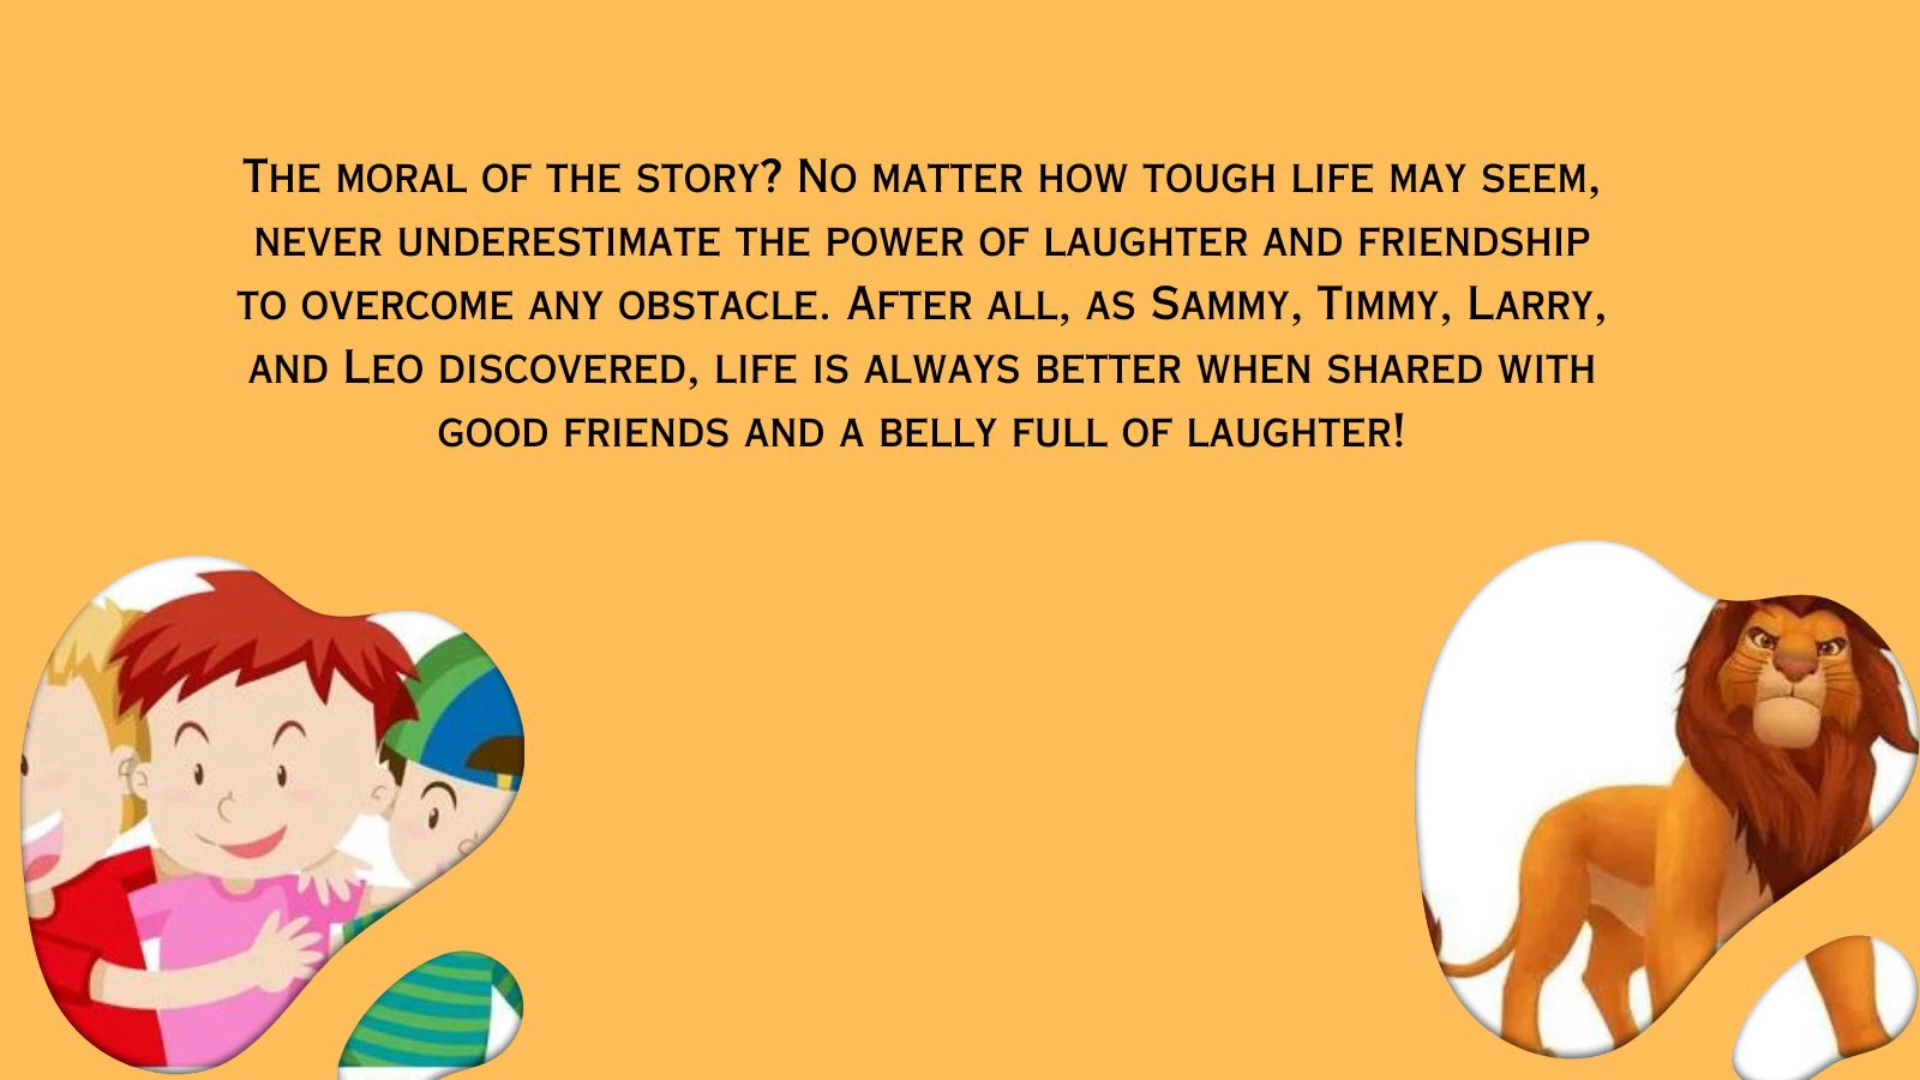 The moral of the story? No matter how tough life may seem,
never underestimate the power of laughter and friendship
to overcome any obstacle. After all, as Sammy, Timmy, Larry,
and Leo discovered, life is always better when shared with
good friends and a belly full of laughter!